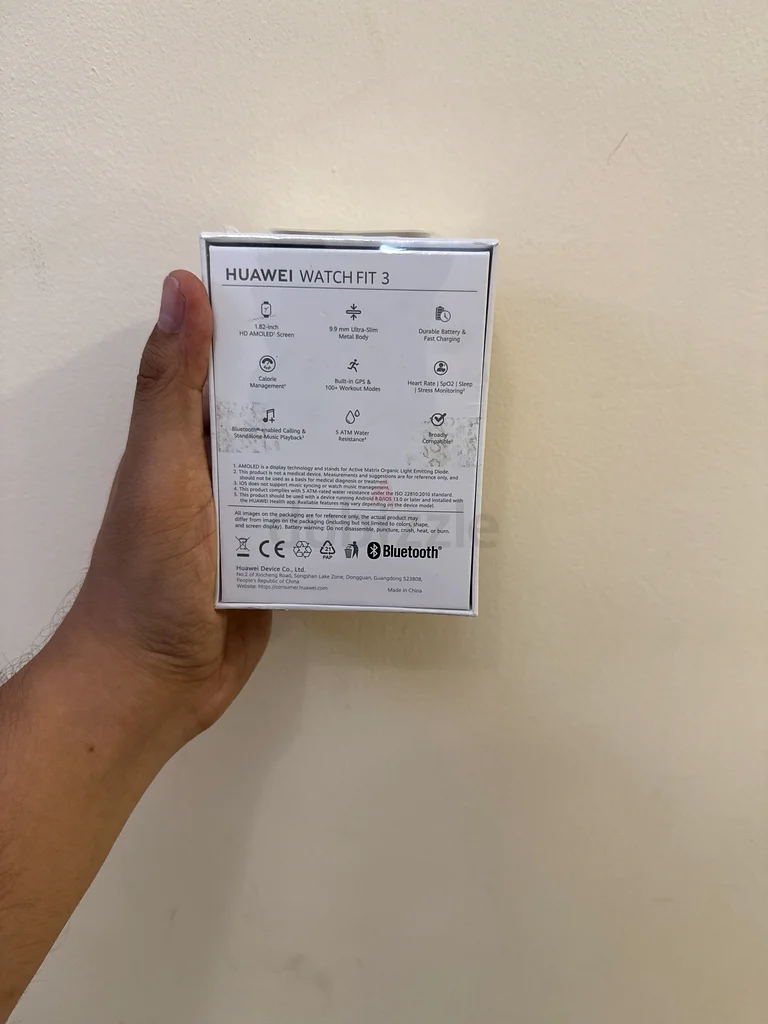 HUAWEI WATCH FIT 3
1.82-inch
HD AMOLED¹ Screen
9.9 mm Ultra-Slim
Metal Body
Durable Battery &
Fast Charging
Calorie
Management²
Built-in GPS &
100+ Workout Modes
Heart Rate | SpO2 | Sleep
| Stress Monitoring²
Bluetooth®-enabled Calling &
Standalone Music Playback³
5 ATM Water
Resistance⁴
Broadly
Compatible⁵
1. AMOLED is a display technology and stands for Active Matrix Organic Light Emitting Diode.
2. This product is not a medical device. Measurements and suggestions are for reference only, and
should not be used as a basis for medical diagnosis or treatment.
3. iOS does not support music syncing or watch music management.
4. This product complies with 5 ATM-rated water resistance under the ISO 22810:2010 standard.
5. This product should be used with a device running Android 8.0/iOS 13.0 or later and installed with
the HUAWEI Health app. Available features may vary depending on the device model.
All images on the packaging are for reference only, the actual product may
differ from images on the packaging (including but not limited to colors, shape,
and screen display). Battery warning: Do not disassemble, puncture, crush, heat, or burn.
CE
21
PAP
Bluetooth®
Huawei Device Co., Ltd.
No.2 of Xincheng Road, Songshan Lake Zone, Dongguan, Guangdong 523808,
People's Republic of China
Website: https://consumer.huawei.com
Made in China